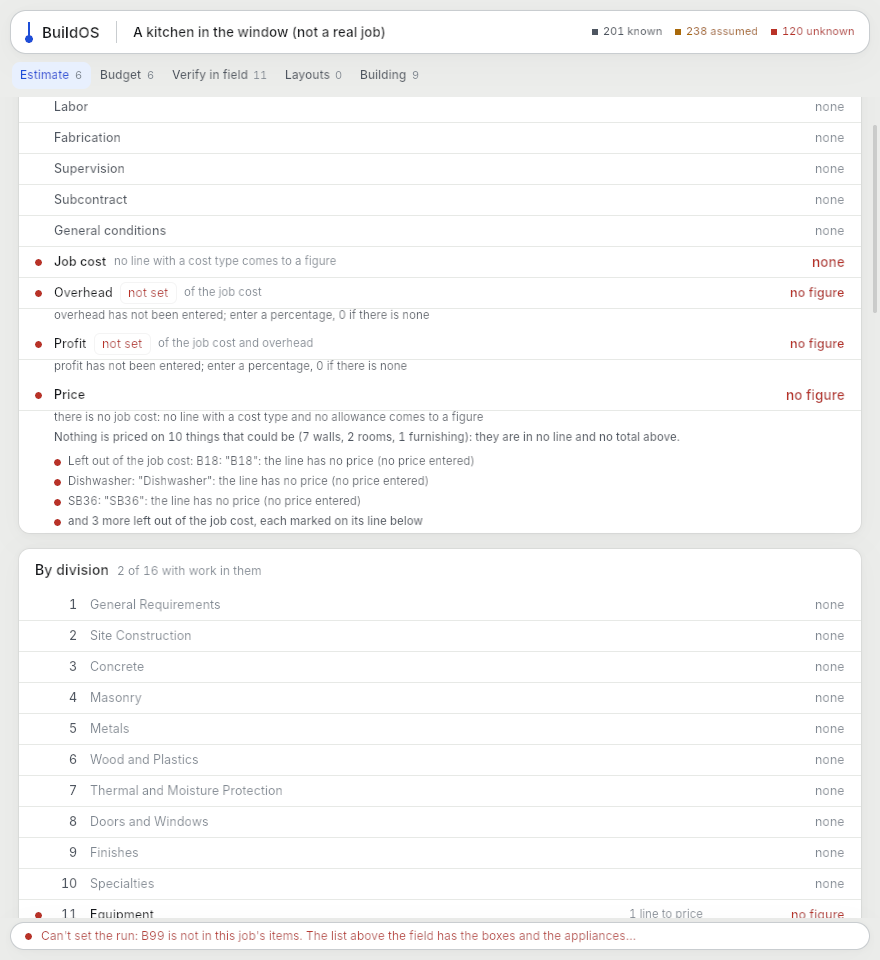 BuildOS
A kitchen in the window (not a real job)
201 known
238 assumed
120 unknown
Estimate 6
Budget 6
Verify in field 11
Layouts 0
Building 9
Labor none
Fabrication none
Supervision none
Subcontract none
General conditions none
Job cost no line with a cost type comes to a figure none
Overhead not set of the job cost no figure
overhead has not been entered; enter a percentage, 0 if there is none
Profit not set of the job cost and overhead no figure
profit has not been entered; enter a percentage, 0 if there is none
Price no figure
there is no job cost: no line with a cost type and no allowance comes to a figure
Nothing is priced on 10 things that could be (7 walls, 2 rooms, 1 furnishing): they are in no line and no total above.
Left out of the job cost: B18: "B18": the line has no price (no price entered)
Dishwasher: "Dishwasher": the line has no price (no price entered)
SB36: "SB36": the line has no price (no price entered)
and 3 more left out of the job cost, each marked on its line below
By division 2 of 16 with work in them
1 General Requirements none
2 Site Construction none
3 Concrete none
4 Masonry none
5 Metals none
6 Wood and Plastics none
7 Thermal and Moisture Protection none
8 Doors and Windows none
9 Finishes none
10 Specialties none
11 Equipment 1 line to price no figure
Can't set the run: B99 is not in this job's items. The list above the field has the boxes and the appliances...